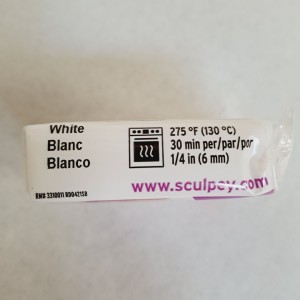 White
Blanc
Blanco
275 °F (130 °C)
30 min per/par/por
1/4 in (6 mm)
www.sculpey.com